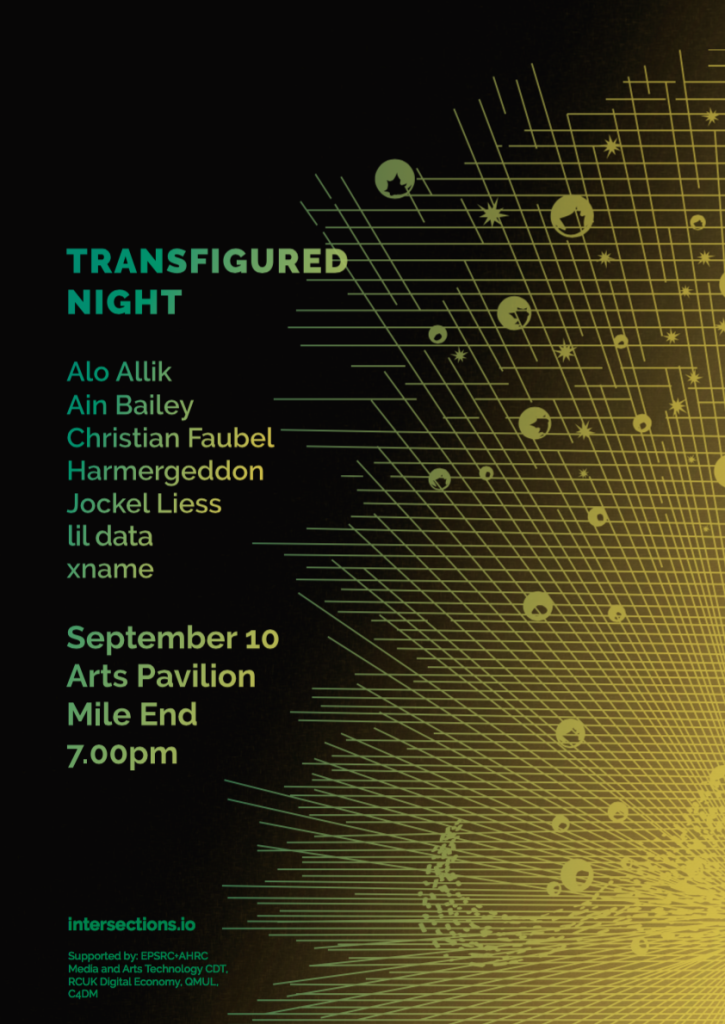 TRANSFIGURED
NIGHT
Alo Allik
Ain Bailey
Christian Faubel
Harmergeddon
Jockel Liess
lil data
xname
September 10
Arts Pavilion
Mile End
7.00pm
intersections.io
Supported by: EPSRC+AHRC
Media and Arts Technology CDT,
RCUK Digital Economy, QMUL,
C4DM